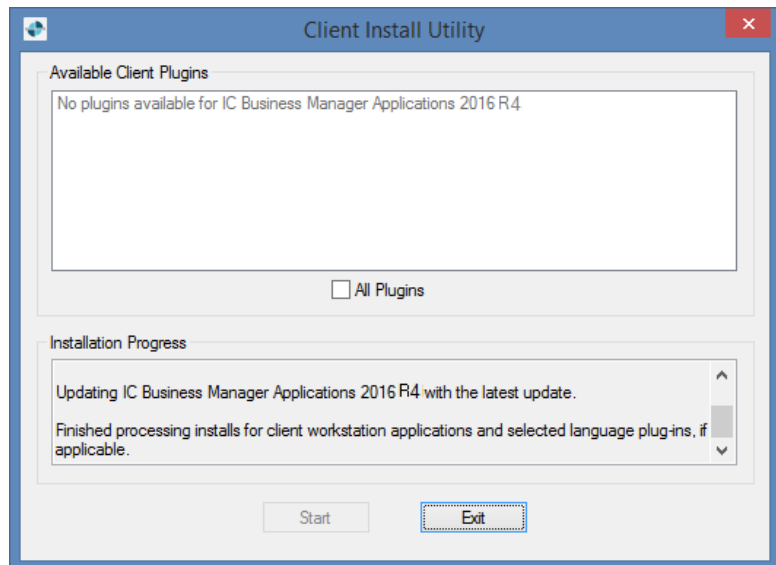 Client Install Utility
Available Client Plugins
No plugins available for IC Business Manager Applications 2016 R4
All Plugins
Installation Progress
Updating IC Business Manager Applications 2016 R4 with the latest update.
Finished processing installs for client workstation applications and selected language plug-ins, if
applicable.
Start
Exit